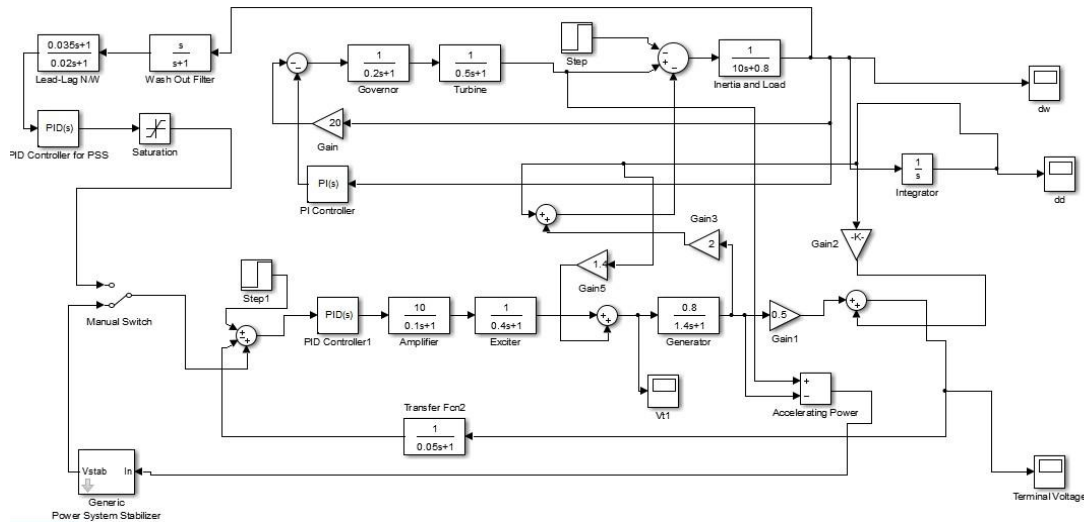 0.035s+1
0.02s+1
Lead-Lag N/W
s
s+1
Wash Out Filter
1
0.2s+1
Governor
1
0.5s+1
Turbine
Step
1
10s+0.8
Inertia and Load
dw
PID(s)
PID Controller for PSS
Saturation
20
Gain
PI(s)
PI Controller
1
s
Integrator
dd
Gain3
2
Gain2
-K-
1.4
Gain5
Step1
Manual Switch
PID(s)
PID Controller1
10
0.1s+1
Amplifier
1
0.4s+1
Exciter
0.8
1.4s+1
Generator
0.5
Gain1
Vt1
Accelerating Power
Transfer Fcn2
1
0.05s+1
Vstab
In
Generic
Power System Stabilizer
Terminal Voltage